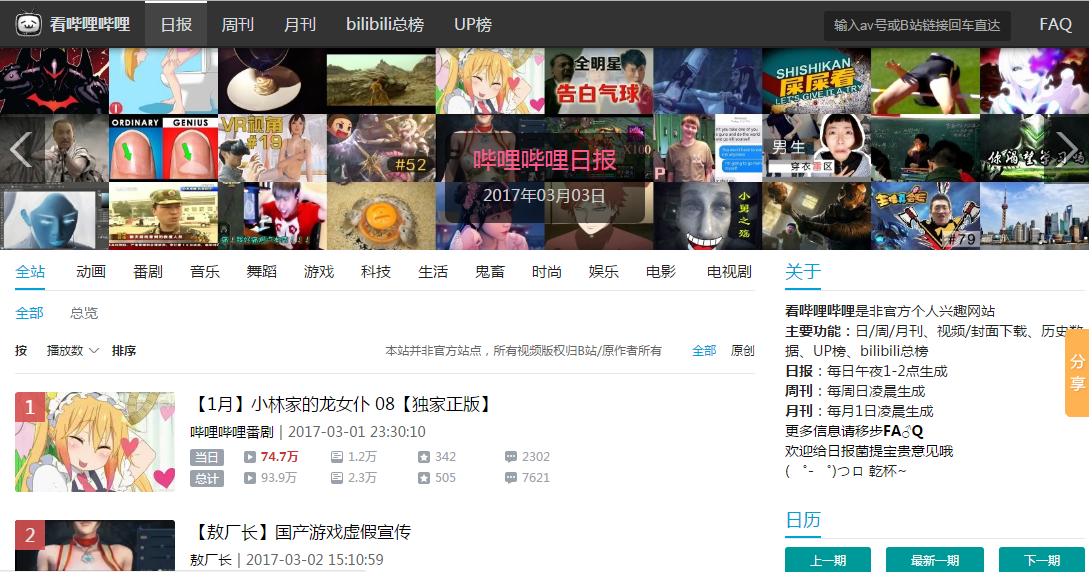 看哔哩哔哩 日报 周刊 月刊 bilibili总榜 UP榜 输入av号或B站链接回车直达 FAQ
全明星
告白气球
SHISHIKAN
屎屎看
LET'S GIVE IT A TRY
ORDINARY GENIUS
VR视角
#19
#52
X100
男生
穿衣雷区
你渴望学习吗
哔哩哔哩日报
2017年03月03日
小舅之殇
#79
全站 动画 番剧 音乐 舞蹈 游戏 科技 生活 鬼畜 时尚 娱乐 电影 电视剧
全部 总览
按 播放数 排序 本站并非官方站点，所有视频版权归B站/原作者所有 全部 原创
1
【1月】小林家的龙女仆 08【独家正版】
哔哩哔哩番剧 | 2017-03-01 23:30:10
当日 74.7万 1.2万 342 2302
总计 93.9万 2.3万 505 7621
2
【敖厂长】国产游戏虚假宣传
敖厂长 | 2017-03-02 15:10:59
关于
看哔哩哔哩是非官方个人兴趣网站
主要功能：日/周/月刊、视频/封面下载、历史数
据、UP榜、bilibili总榜
日报：每日午夜1-2点生成
周刊：每周日凌晨生成
月刊：每月1日凌晨生成
更多信息请移步FAQ
欢迎给日报菌提宝贵意见哦
(゜-゜)つロ 乾杯~
分享
日历
上一期 最新一期 下一期